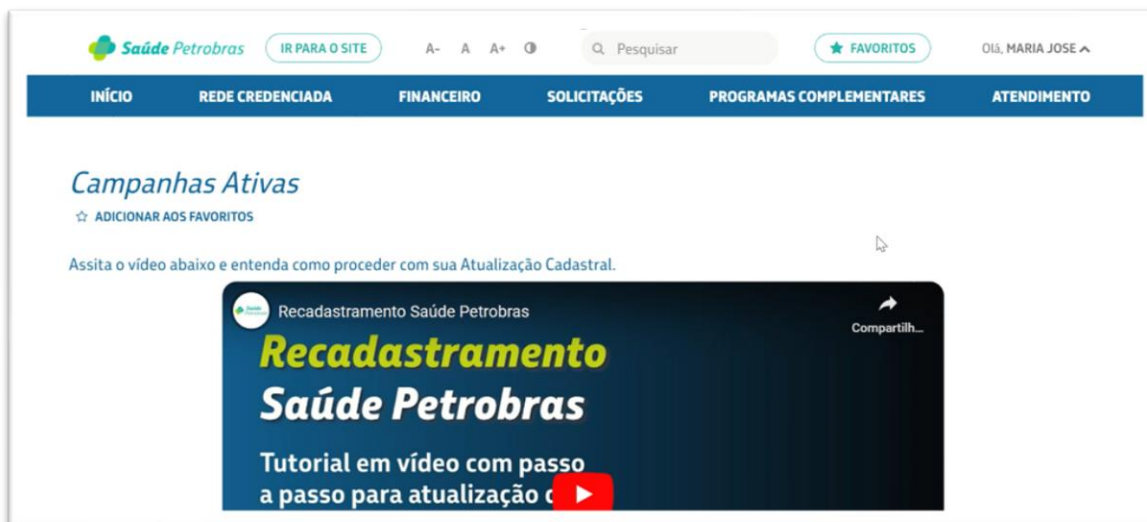 Saúde Petrobras IR PARA O SITE A- A A+ Pesquisar FAVORITOS Olá, MARIA JOSE
INÍCIO REDE CREDENCIADA FINANCEIRO SOLICITAÇÕES PROGRAMAS COMPLEMENTARES ATENDIMENTO
Campanhas Ativas
ADICIONAR AOS FAVORITOS
Assita o vídeo abaixo e entenda como proceder com sua Atualização Cadastral.
Recadastramento Saúde Petrobras
Compartilh...
Recadastramento
Saúde Petrobras
Tutorial em vídeo com passo
a passo para atualização